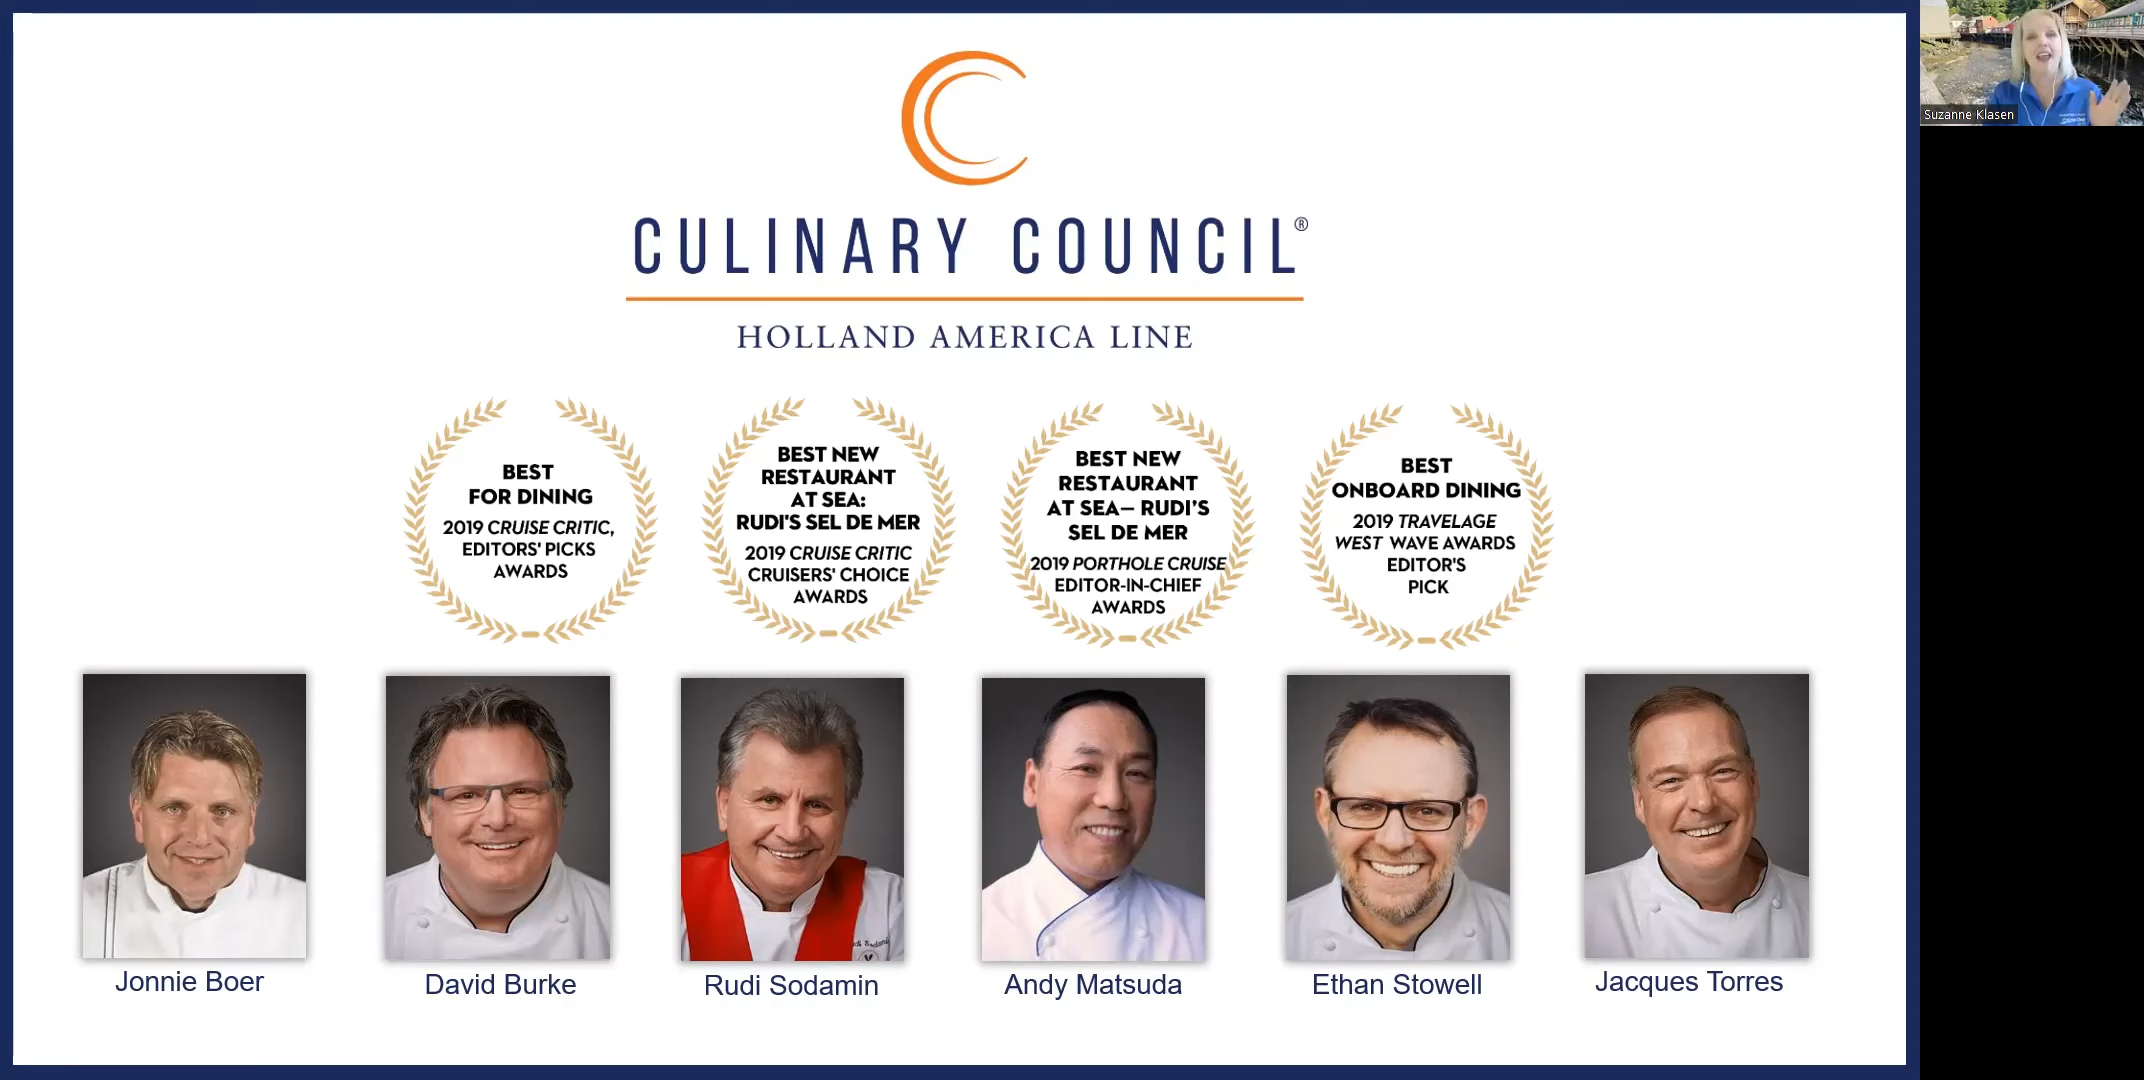 CULINARY COUNCIL®
HOLLAND AMERICA LINE
BEST
FOR DINING
2019 CRUISE CRITIC,
EDITORS' PICKS
AWARDS
BEST NEW
RESTAURANT
AT SEA:
RUDI'S SEL DE MER
2019 CRUISE CRITIC
CRUISERS' CHOICE
AWARDS
BEST NEW
RESTAURANT
AT SEA– RUDI’S
SEL DE MER
2019 PORTHOLE CRUISE
EDITOR-IN-CHIEF
AWARDS
BEST
ONBOARD DINING
2019 TRAVELAGE
WEST WAVE AWARDS
EDITOR'S
PICK
Jonnie Boer
David Burke
Rudi Sodamin
Andy Matsuda
Ethan Stowell
Jacques Torres
Suzanne Klasen